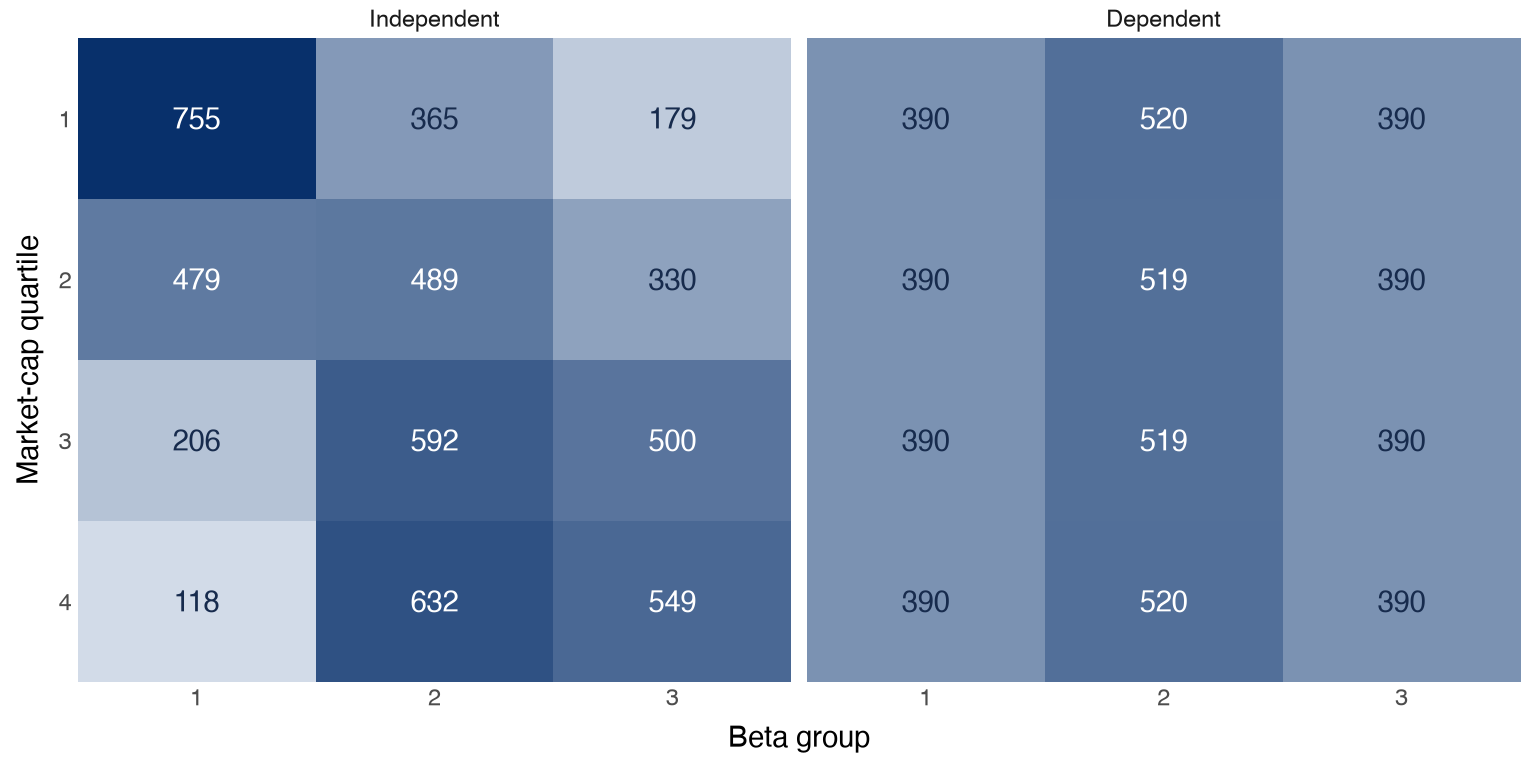 Independent Dependent
1 755 365 179 390 520 390
2 479 489 330 390 519 390
3 206 592 500 390 519 390
4 118 632 549 390 520 390
1 2 3 1 2 3
Market-cap quartile
Beta group